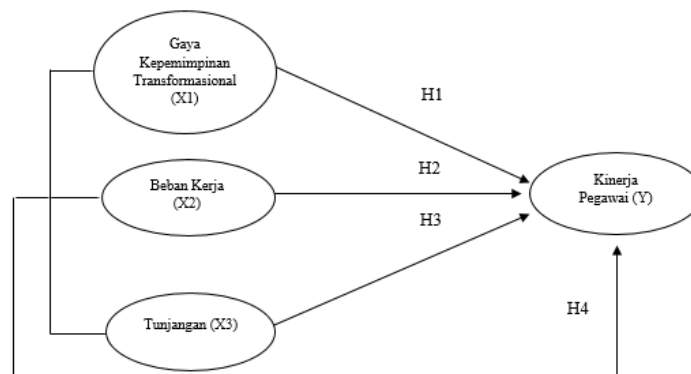 Gaya
Kepemimpinan
Transformasional
(X1)
H1
H2
Beban Kerja
(X2)
Kinerja
Pegawai (Y)
H3
H4
Tunjangan (X3)